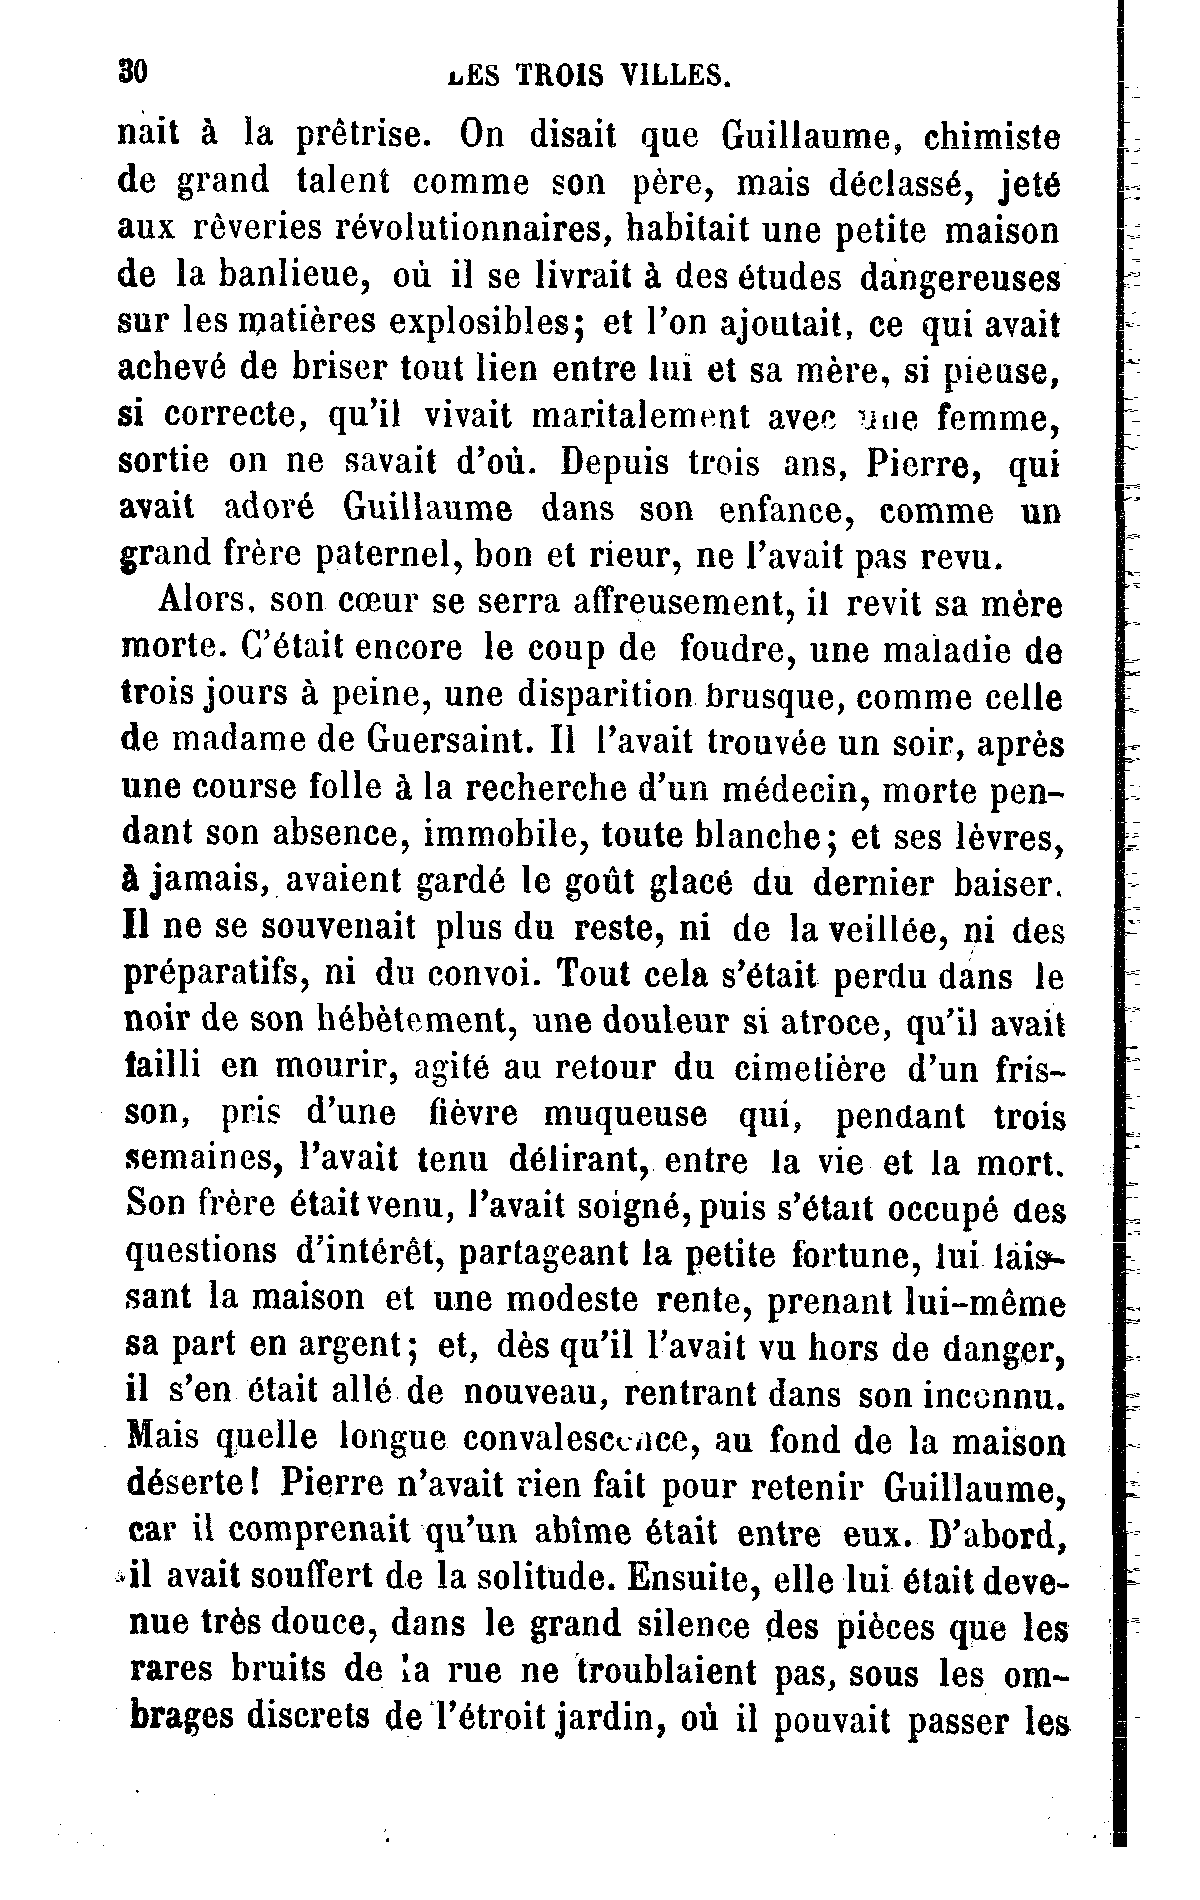 30 LES TROIS VILLES.
nait à la prêtrise. On disait que Guillaume, chimiste
de grand talent comme son père, mais déclassé, jeté
aux rêveries révolutionnaires, habitait une petite maison
de la banlieue, où il se livrait à des études dangereuses
sur les matières explosibles; et l'on ajoutait, ce qui avait
achevé de briser tout lien entre lui et sa mère, si pieuse,
si correcte, qu'il vivait maritalement avec une femme,
sortie on ne savait d'où. Depuis trois ans, Pierre, qui
avait adoré Guillaume dans son enfance, comme un
grand frère paternel, bon et rieur, ne l'avait pas revu.
Alors, son cœur se serra affreusement, il revit sa mère
morte. C'était encore le coup de foudre, une maladie de
trois jours à peine, une disparition brusque, comme celle
de madame de Guersaint. Il l'avait trouvée un soir, après
une course folle à la recherche d'un médecin, morte pen-
dant son absence, immobile, toute blanche; et ses lèvres,
à jamais, avaient gardé le goût glacé du dernier baiser.
Il ne se souvenait plus du reste, ni de la veillée, ni des
préparatifs, ni du convoi. Tout cela s'était perdu dans le
noir de son hébètement, une douleur si atroce, qu'il avait
failli en mourir, agité au retour du cimetière d'un fris-
son, pris d'une fièvre muqueuse qui, pendant trois
semaines, l'avait tenu délirant, entre la vie et la mort.
Son frère était venu, l'avait soigné, puis s'était occupé des
questions d'intérêt, partageant la petite fortune, lui lais-
sant la maison et une modeste rente, prenant lui-même
sa part en argent; et, dès qu'il l'avait vu hors de danger,
il s'en était allé de nouveau, rentrant dans son inconnu.
Mais quelle longue convalescence, au fond de la maison
déserte! Pierre n'avait rien fait pour retenir Guillaume,
car il comprenait qu'un abîme était entre eux. D'abord,
il avait souffert de la solitude. Ensuite, elle lui était deve-
nue très douce, dans le grand silence des pièces que les
rares bruits de la rue ne troublaient pas, sous les om-
brages discrets de l'étroit jardin, où il pouvait passer les